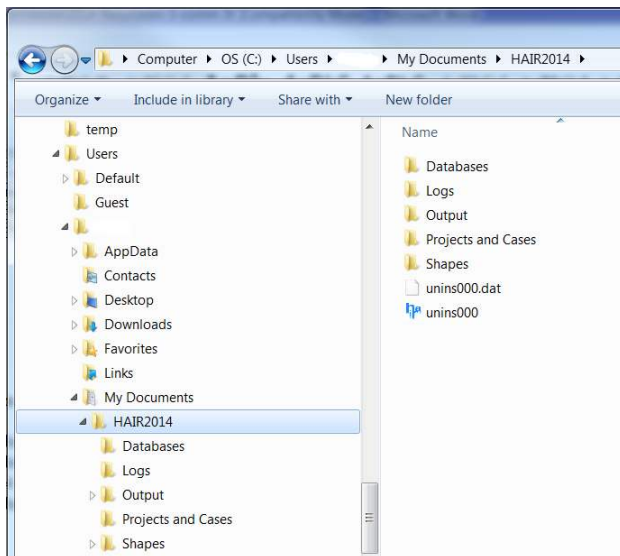 Computer OS (C:) Users My Documents HAIR2014
Organize Include in library Share with New folder
temp
Users
Default
Guest
AppData
Contacts
Desktop
Downloads
Favorites
Links
My Documents
HAIR2014
Databases
Logs
Output
Projects and Cases
Shapes
Name
Databases
Logs
Output
Projects and Cases
Shapes
unins000.dat
unins000